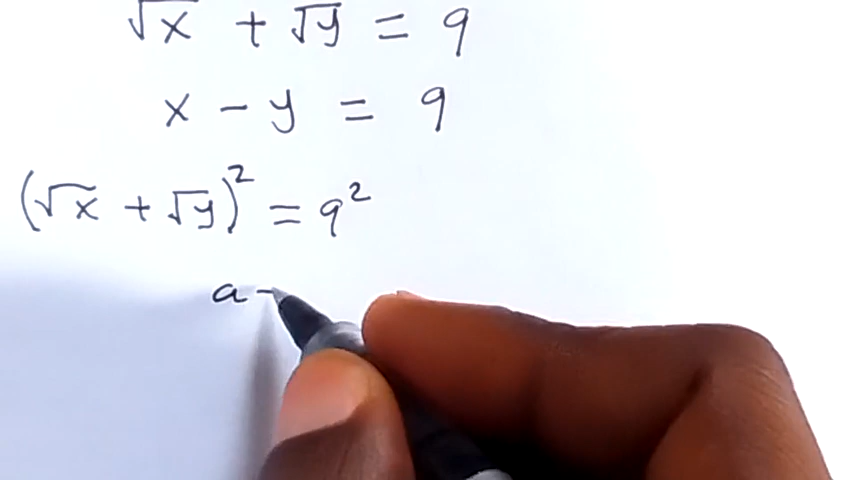 √x + √y = 9
x - y = 9
(√x + √y)² = 9²
a -